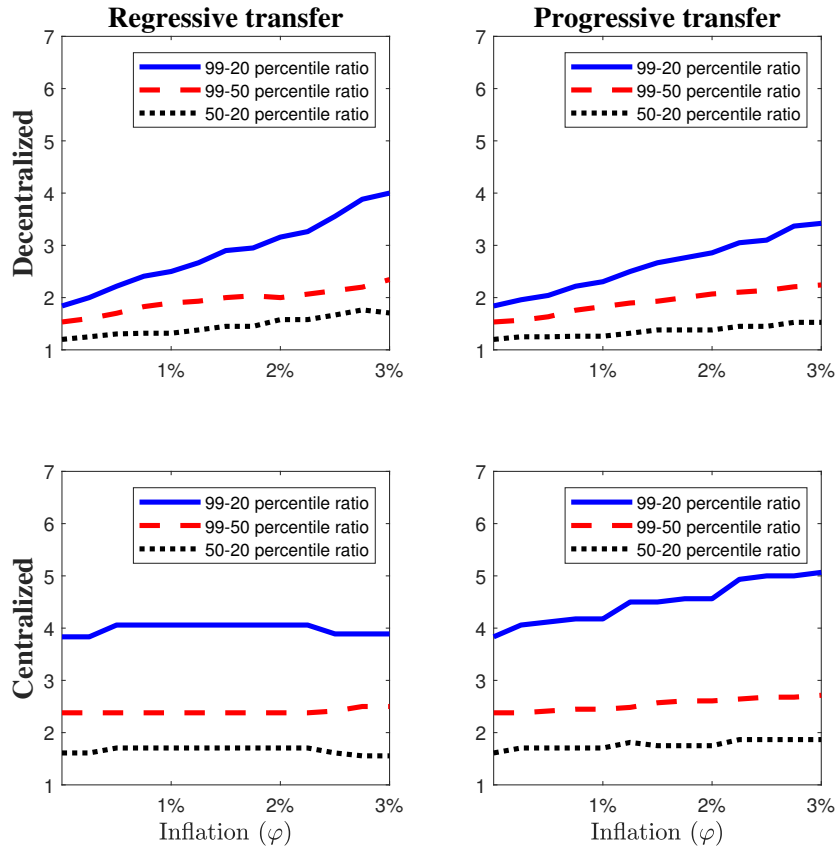 Regressive transfer
Progressive transfer
Decentralized
7
6
5
4
3
2
1
99-20 percentile ratio
99-50 percentile ratio
50-20 percentile ratio
1%
2%
3%
7
6
5
4
3
2
1
99-20 percentile ratio
99-50 percentile ratio
50-20 percentile ratio
1%
2%
3%
Centralized
7
6
5
4
3
2
1
99-20 percentile ratio
99-50 percentile ratio
50-20 percentile ratio
1%
2%
3%
Inflation (φ)
7
6
5
4
3
2
1
99-20 percentile ratio
99-50 percentile ratio
50-20 percentile ratio
1%
2%
3%
Inflation (φ)